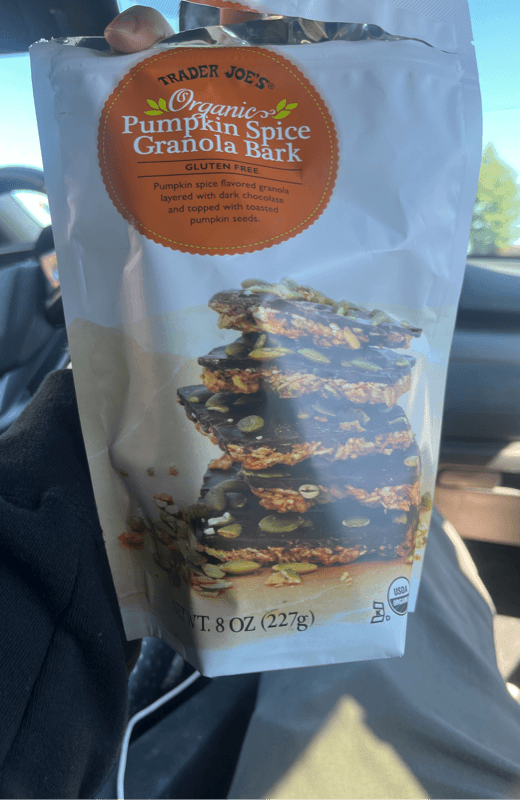 TRADER JOE'S®
Organic
Pumpkin Spice
Granola Bark
GLUTEN FREE
Pumpkin spice flavored granola
layered with dark chocolate
and topped with toasted
pumpkin seeds.
WT. 8 OZ (227g)
USDA
ORGANIC